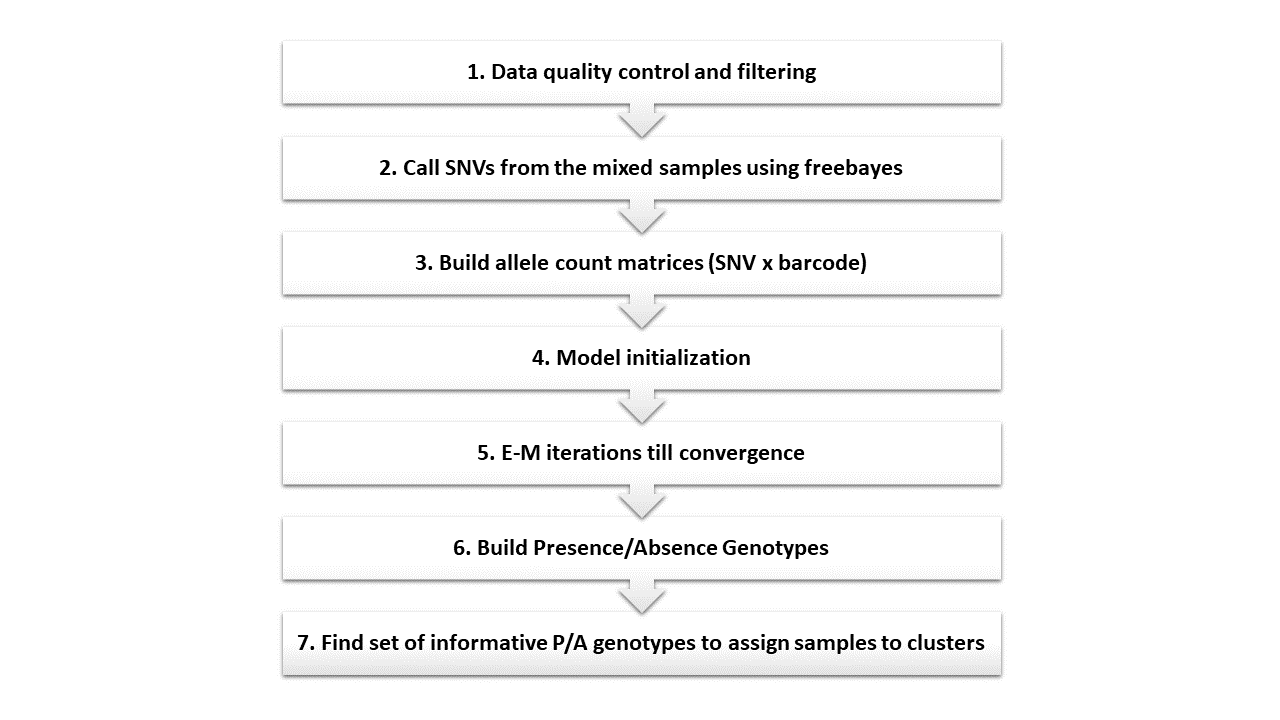 1. Data quality control and filtering
2. Call SNVs from the mixed samples using freebayes
3. Build allele count matrices (SNV x barcode)
4. Model initialization
5. E-M iterations till convergence
6. Build Presence/Absence Genotypes
7. Find set of informative P/A genotypes to assign samples to clusters